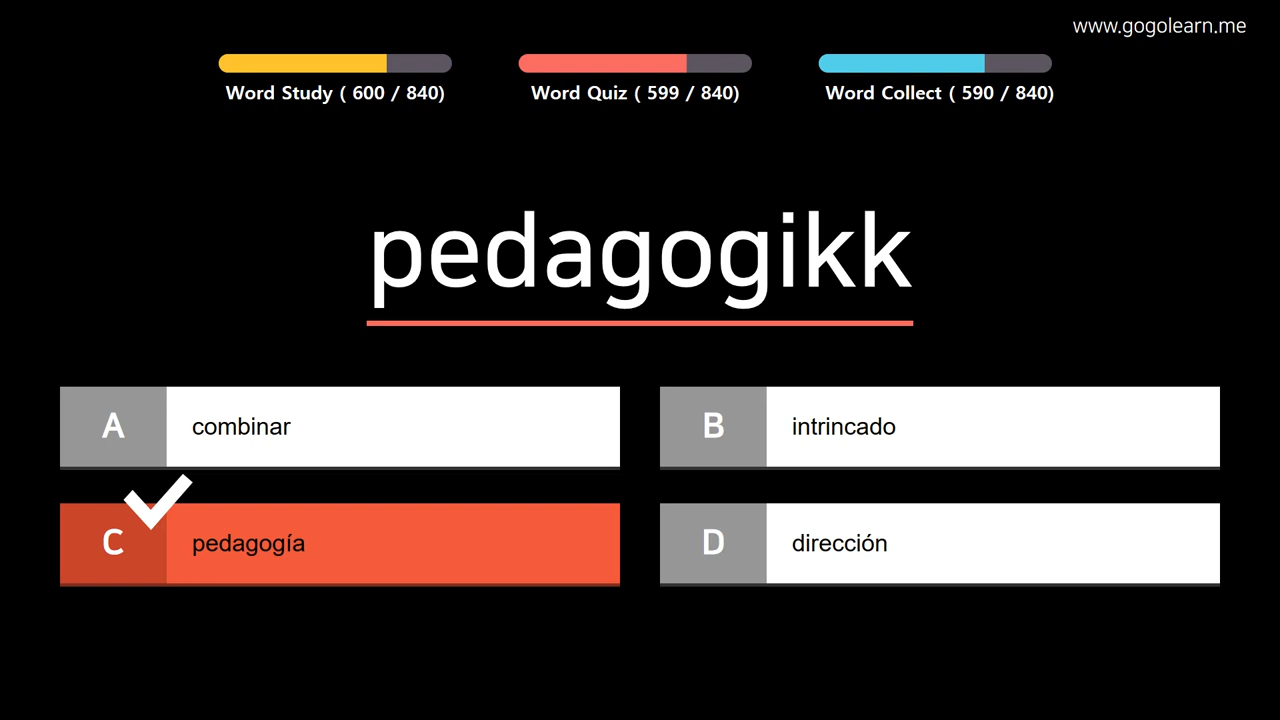 www.gogolearn.me
Word Study ( 600 / 840)
Word Quiz ( 599 / 840)
Word Collect ( 590 / 840)
pedagogikk
A combinar
B intrincado
C pedagogía
D dirección